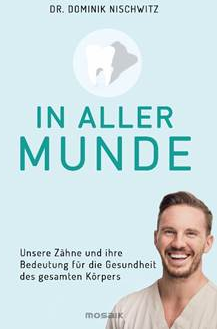 DR. DOMINIK NISCHWITZ
IN ALLER
MUNDE
Unsere Zähne und ihre
Bedeutung für die Gesundheit
des gesamten Körpers
mosaik